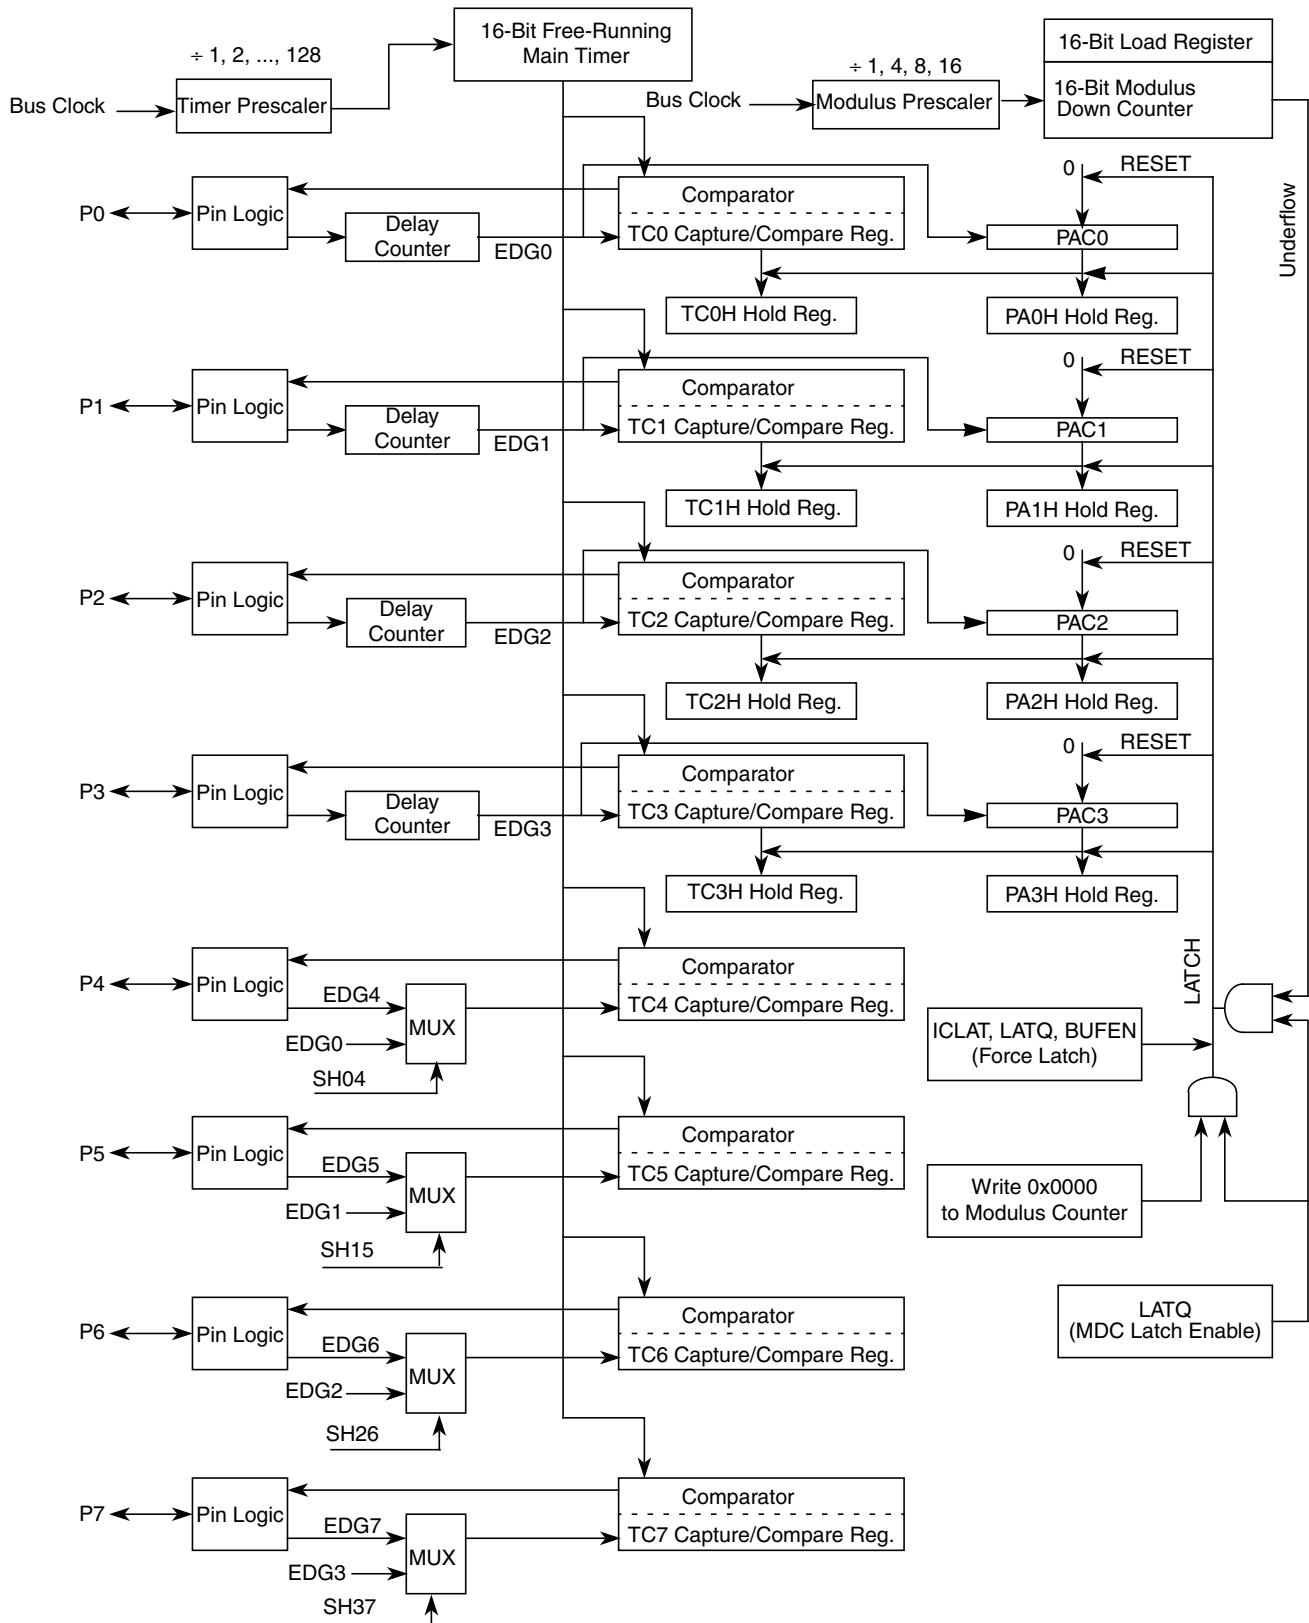 16-Bit Free-Running
Main Timer
16-Bit Load Register
÷ 1, 2, ..., 128
÷ 1, 4, 8, 16
Bus Clock
Timer Prescaler
Bus Clock
Modulus Prescaler
16-Bit Modulus
Down Counter
0
RESET
Underflow
P0
Pin Logic
Delay
Counter
EDG0
Comparator
TC0 Capture/Compare Reg.
PAC0
TC0H Hold Reg.
PA0H Hold Reg.
0
RESET
P1
Pin Logic
Delay
Counter
EDG1
Comparator
TC1 Capture/Compare Reg.
PAC1
TC1H Hold Reg.
PA1H Hold Reg.
0
RESET
P2
Pin Logic
Delay
Counter
EDG2
Comparator
TC2 Capture/Compare Reg.
PAC2
TC2H Hold Reg.
PA2H Hold Reg.
0
RESET
P3
Pin Logic
Delay
Counter
EDG3
Comparator
TC3 Capture/Compare Reg.
PAC3
TC3H Hold Reg.
PA3H Hold Reg.
LATCH
P4
Pin Logic
EDG4
EDG0
MUX
SH04
Comparator
TC4 Capture/Compare Reg.
ICLAT, LATQ, BUFEN
(Force Latch)
P5
Pin Logic
EDG5
EDG1
MUX
SH15
Comparator
TC5 Capture/Compare Reg.
Write 0x0000
to Modulus Counter
P6
Pin Logic
EDG6
EDG2
MUX
SH26
Comparator
TC6 Capture/Compare Reg.
LATQ
(MDC Latch Enable)
P7
Pin Logic
EDG7
EDG3
MUX
SH37
Comparator
TC7 Capture/Compare Reg.